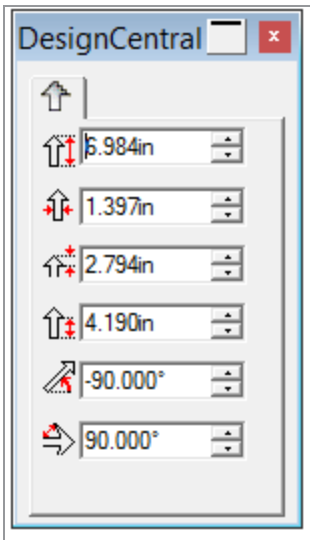 DesignCentral
6.984in
1.397in
2.794in
4.190in
-90.000°
90.000°